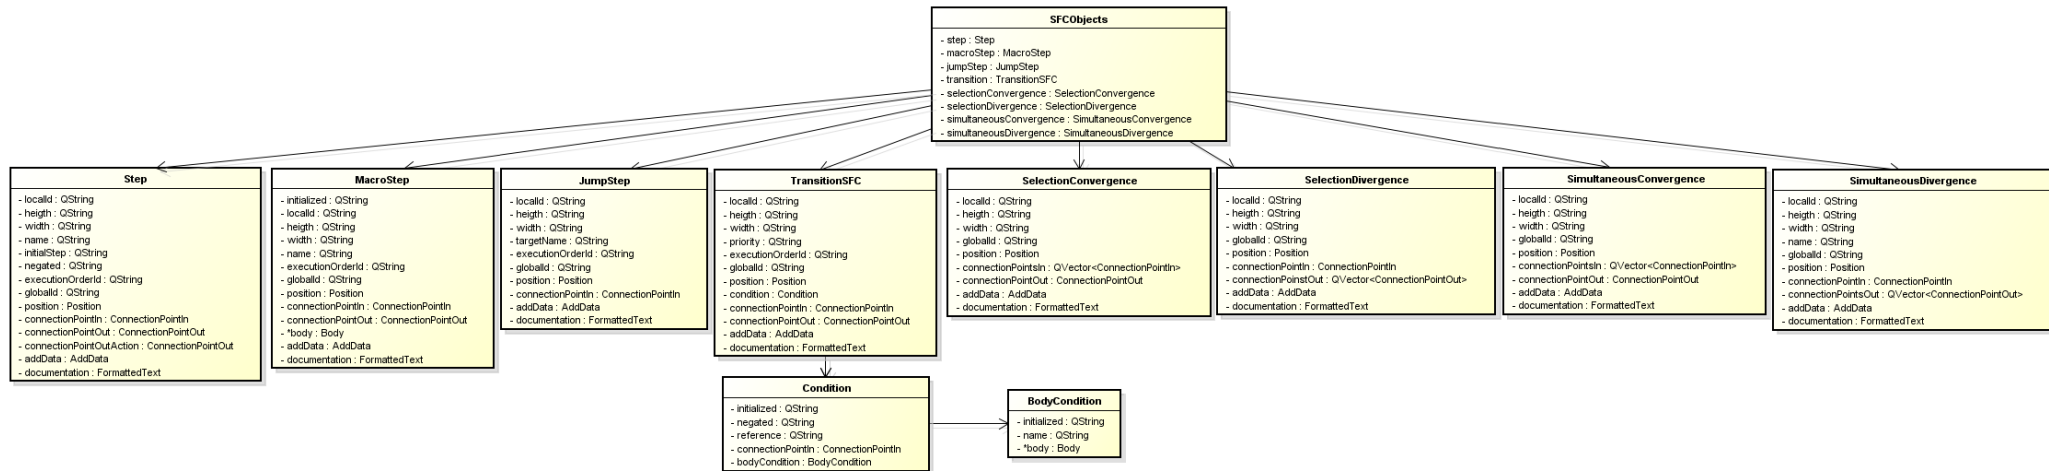 SFCObjects
- step : Step
- macroStep : MacroStep
- jumpStep : JumpStep
- transition : TransitionSFC
- selectionConvergence : SelectionConvergence
- selectionDivergence : SelectionDivergence
- simultaneousConvergence : SimultaneousConvergence
- simultaneousDivergence : SimultaneousDivergence
Step
- localId : QString
- heigth : QString
- width : QString
- name : QString
- initialStep : QString
- negated : QString
- executionOrderId : QString
- globalId : QString
- position : Position
- connectionPointIn : ConnectionPointIn
- connectionPointOut : ConnectionPointOut
- connectionPointOutAction : ConnectionPointOut
- addData : AddData
- documentation : FormattedText
MacroStep
- initialized : QString
- localId : QString
- heigth : QString
- width : QString
- name : QString
- executionOrderId : QString
- globalId : QString
- position : Position
- connectionPointIn : ConnectionPointIn
- connectionPointOut : ConnectionPointOut
- *body : Body
- addData : AddData
- documentation : FormattedText
JumpStep
- localId : QString
- heigth : QString
- width : QString
- targetName : QString
- executionOrderId : QString
- globalId : QString
- position : Position
- connectionPointIn : ConnectionPointIn
- addData : AddData
- documentation : FormattedText
TransitionSFC
- localId : QString
- heigth : QString
- width : QString
- priority : QString
- executionOrderId : QString
- globalId : QString
- position : Position
- condition : Condition
- connectionPointIn : ConnectionPointIn
- connectionPointOut : ConnectionPointOut
- addData : AddData
- documentation : FormattedText
SelectionConvergence
- localId : QString
- heigth : QString
- width : QString
- globalId : QString
- position : Position
- connectionPointsIn : QVector<ConnectionPointIn>
- connectionPointOut : ConnectionPointOut
- addData : AddData
- documentation : FormattedText
SelectionDivergence
- localId : QString
- heigth : QString
- width : QString
- globalId : QString
- position : Position
- connectionPointIn : ConnectionPointIn
- connectionPoinstOut : QVector<ConnectionPointOut>
- addData : AddData
- documentation : FormattedText
SimultaneousConvergence
- localId : QString
- heigth : QString
- width : QString
- globalId : QString
- position : Position
- connectionPointsIn : QVector<ConnectionPointIn>
- connectionPointOut : ConnectionPointOut
- addData : AddData
- documentation : FormattedText
SimultaneousDivergence
- localId : QString
- heigth : QString
- width : QString
- name : QString
- globalId : QString
- position : Position
- connectionPointIn : ConnectionPointIn
- connectionPointsOut : QVector<ConnectionPointOut>
- addData : AddData
- documentation : FormattedText
Condition
- initialized : QString
- negated : QString
- reference : QString
- connectionPointIn : ConnectionPointIn
- bodyCondition : BodyCondition
BodyCondition
- initialized : QString
- name : QString
- *body : Body